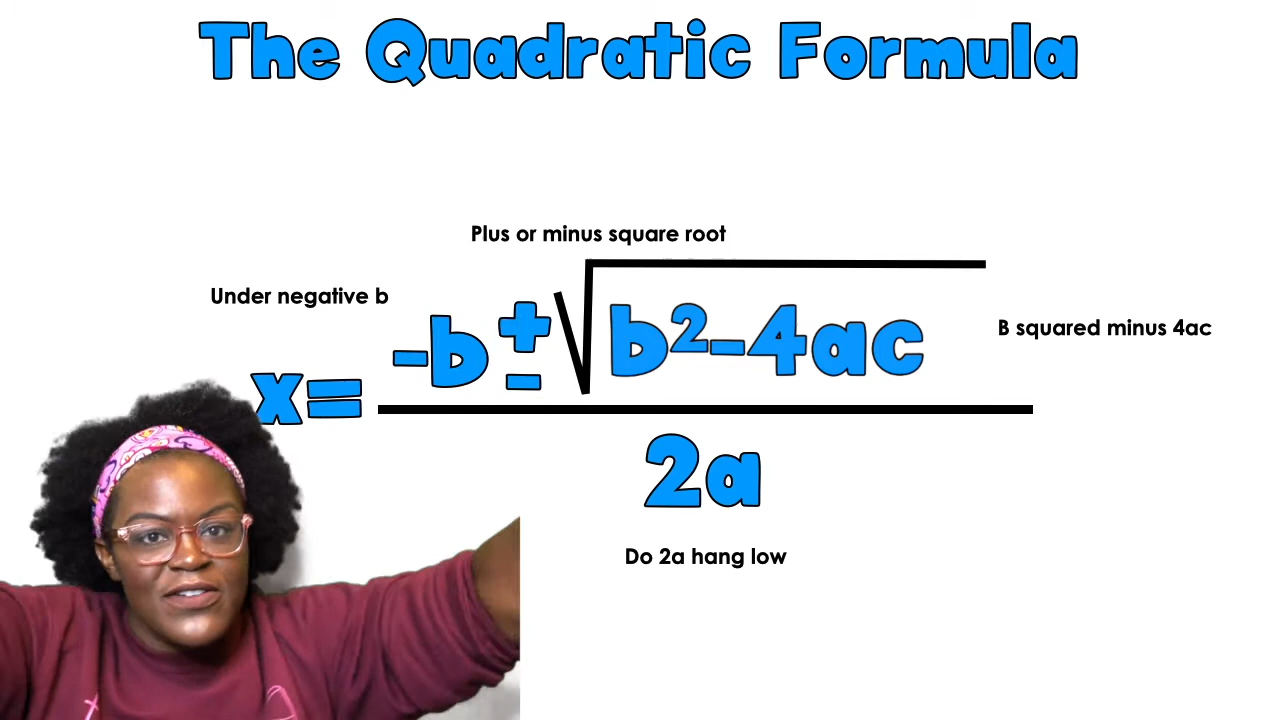 The Quadratic Formula
Plus or minus square root
Under negative b
x= -b ± √b²-4ac
B squared minus 4ac
2a
Do 2a hang low